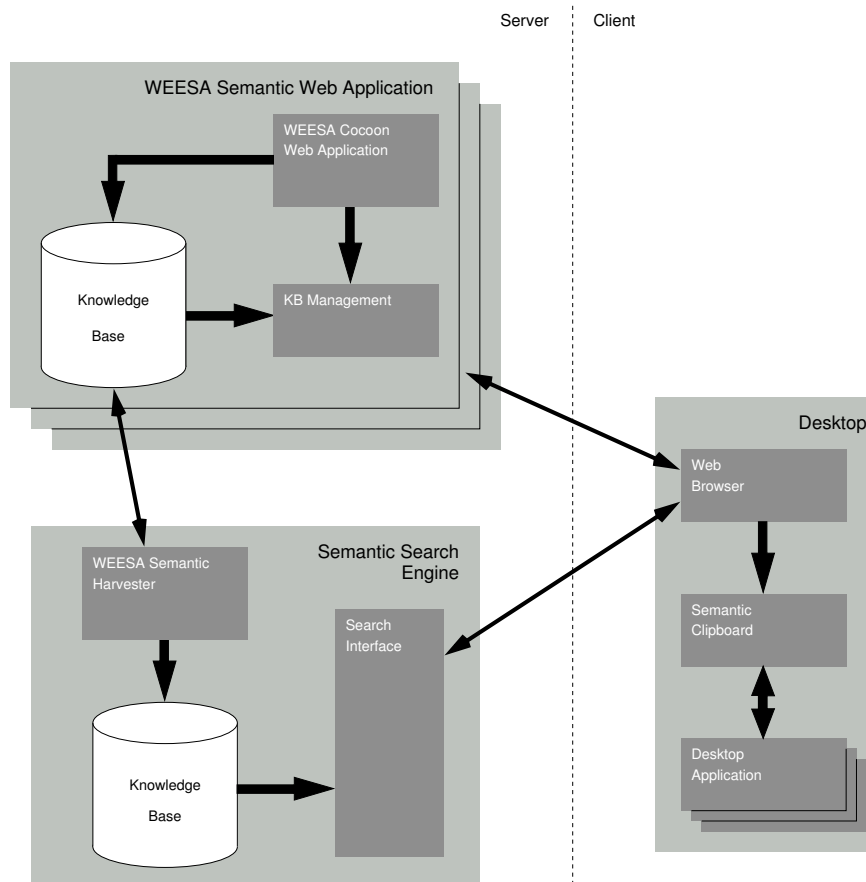 Server
Client
WEESA Semantic Web Application
WEESA Cocoon
Web Application
Knowledge
Base
KB Management
Desktop
Web
Browser
Semantic Search
Engine
WEESA Semantic
Harvester
Search
Interface
Semantic
Clipboard
Knowledge
Base
Desktop
Application